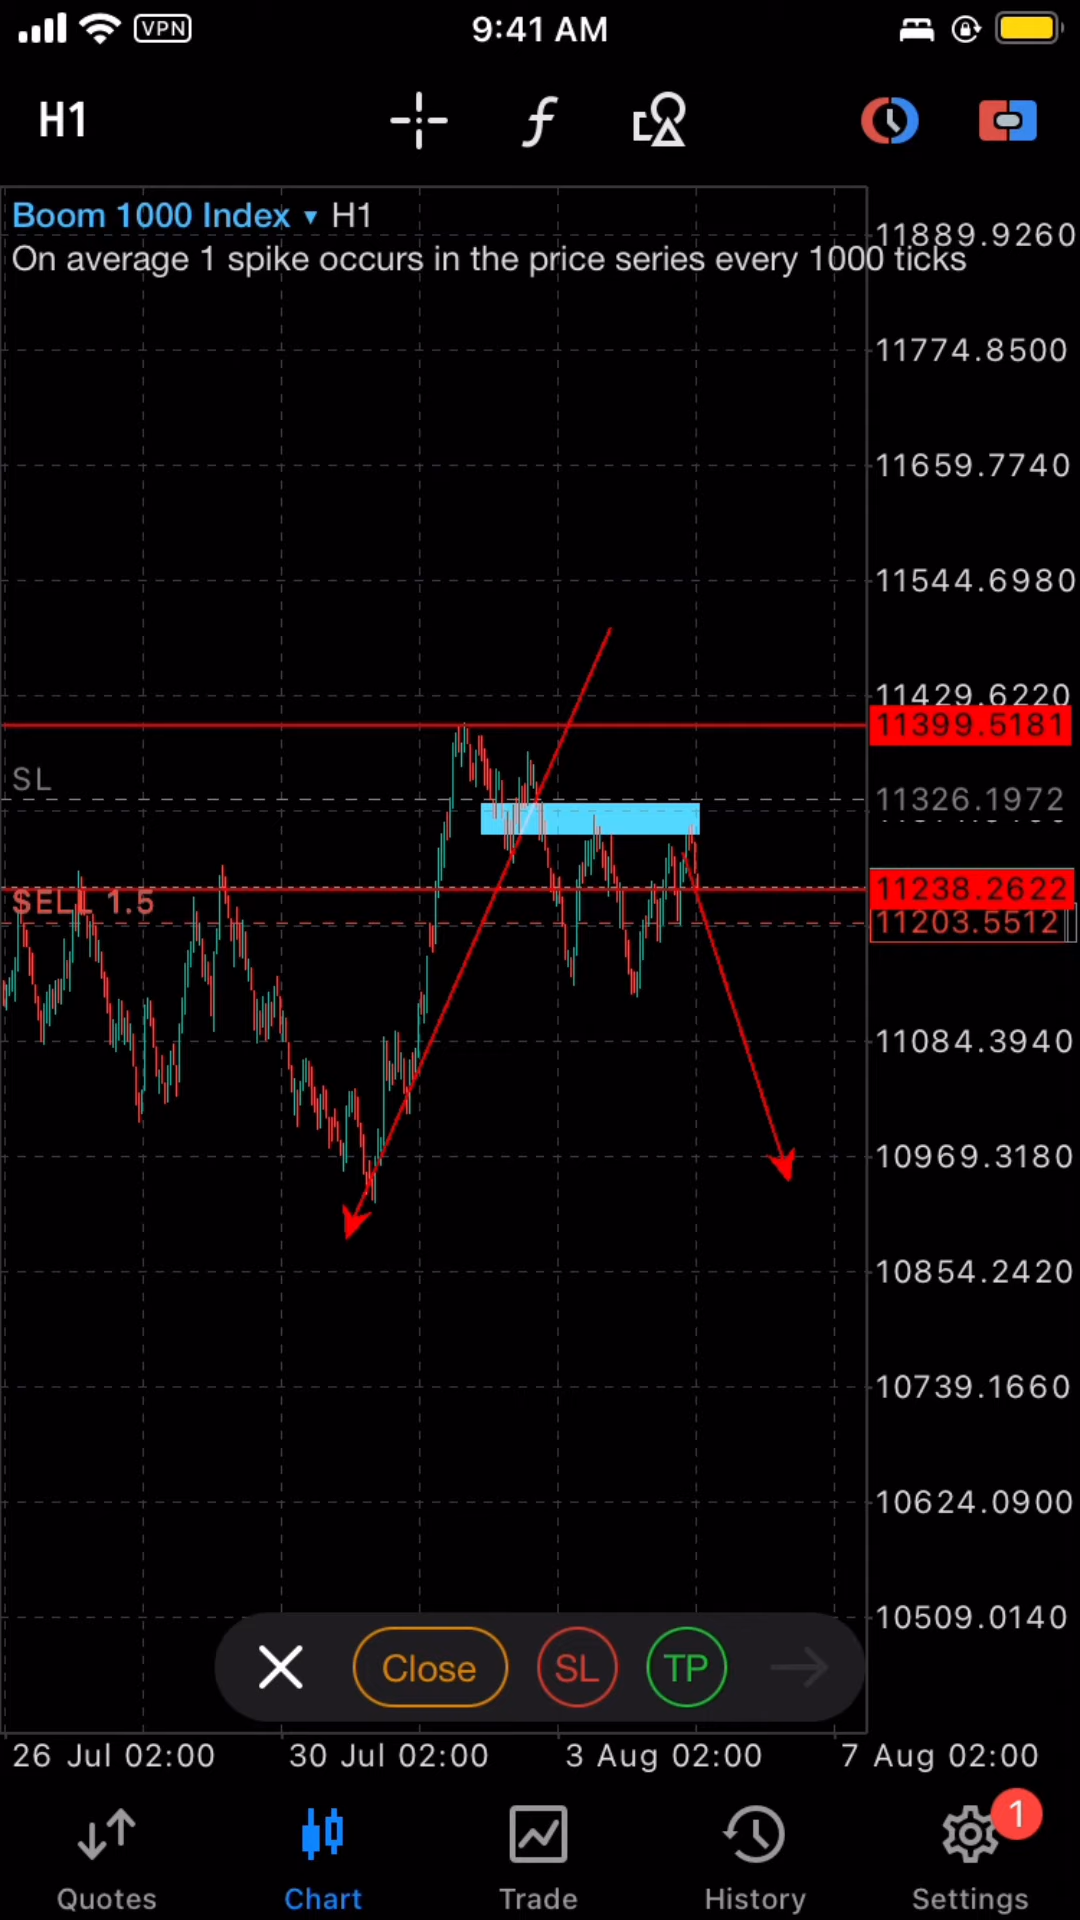 VPN
9:41 AM
H1
Boom 1000 Index ▾ H1
On average 1 spike occurs in the price series every 1000 ticks
11889.9260
11774.8500
11659.7740
11544.6980
11429.6220
11399.5181
SL
11326.1972
11238.2622
SELL 1.5
11203.5512
11084.3940
10969.3180
10854.2420
10739.1660
10624.0900
10509.0140
Close
SL
TP
26 Jul 02:00
30 Jul 02:00
3 Aug 02:00
7 Aug 02:00
1
Quotes
Chart
Trade
History
Settings